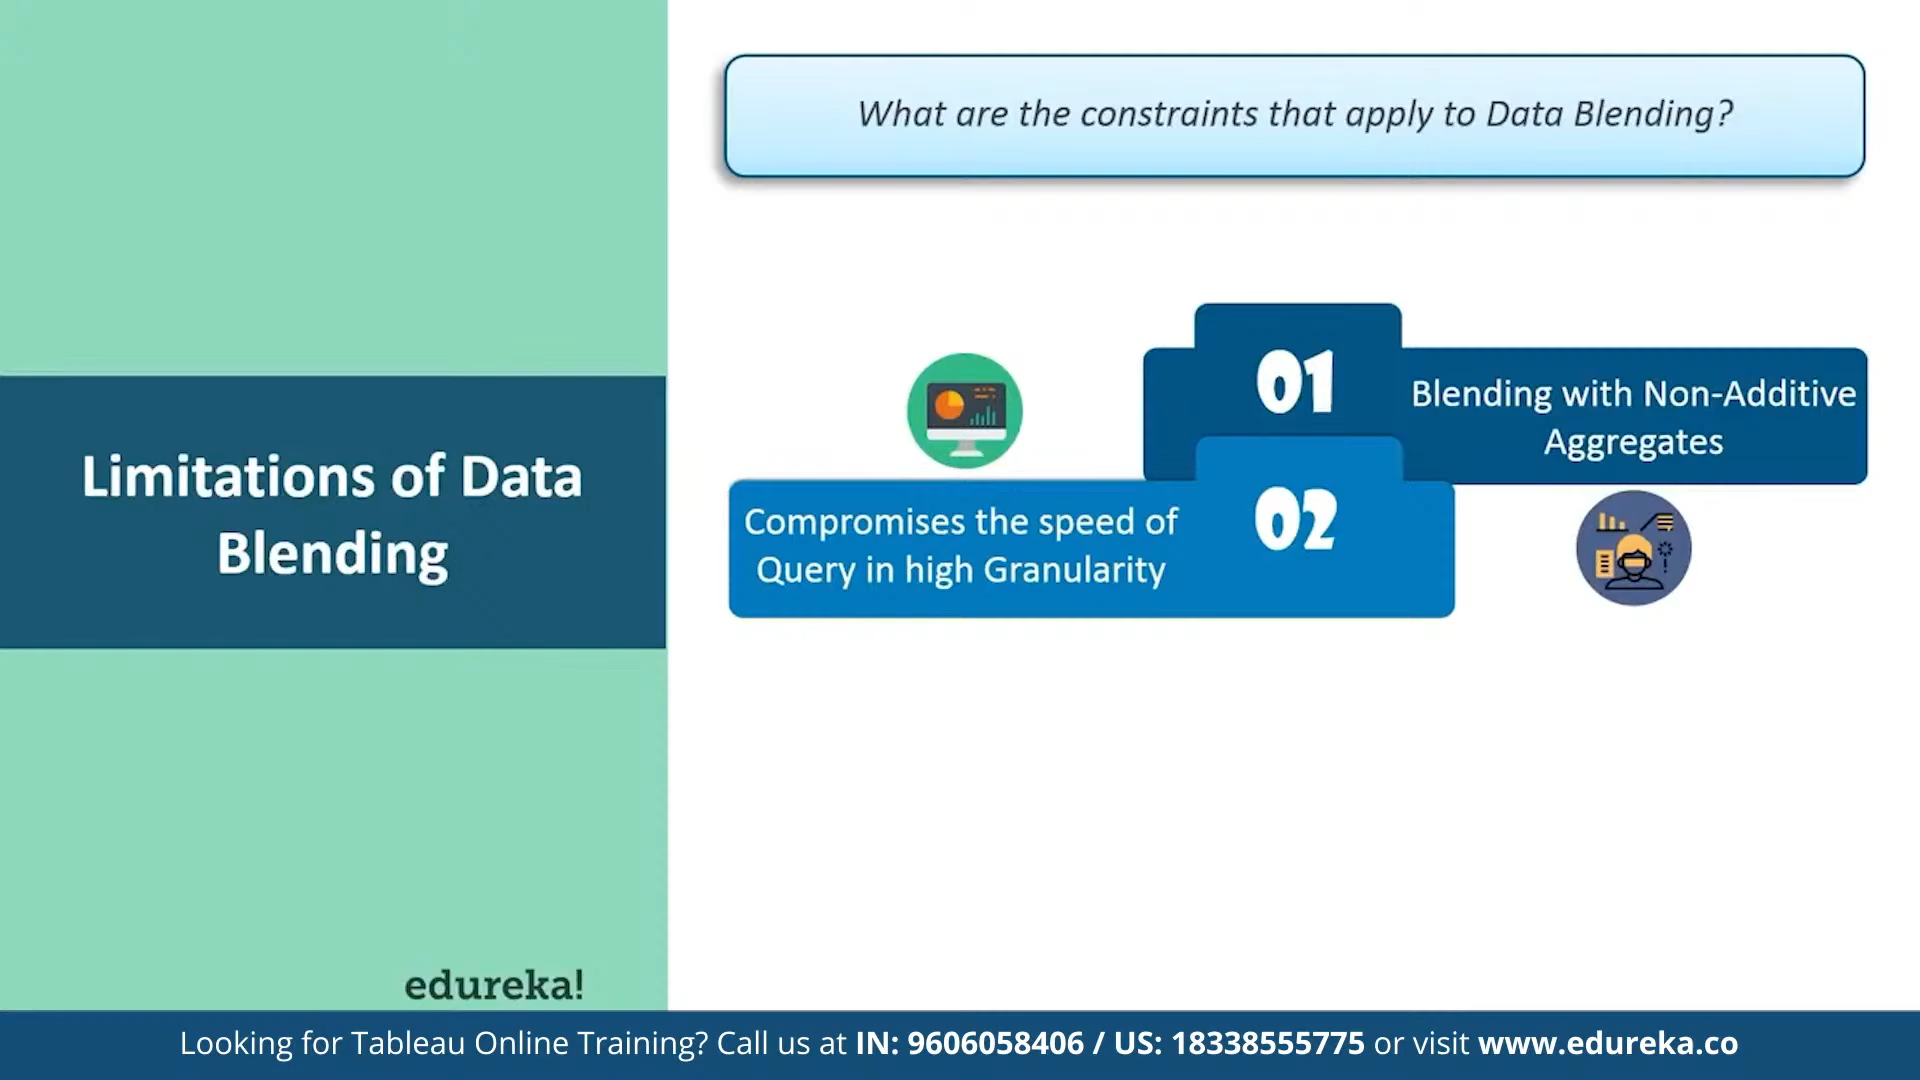 What are the constraints that apply to Data Blending?
Limitations of Data
Blending
01
Blending with Non-Additive
Aggregates
02
Compromises the speed of
Query in high Granularity
edureka!
Looking for Tableau Online Training? Call us at IN: 9606058406 / US: 18338555775 or visit www.edureka.co